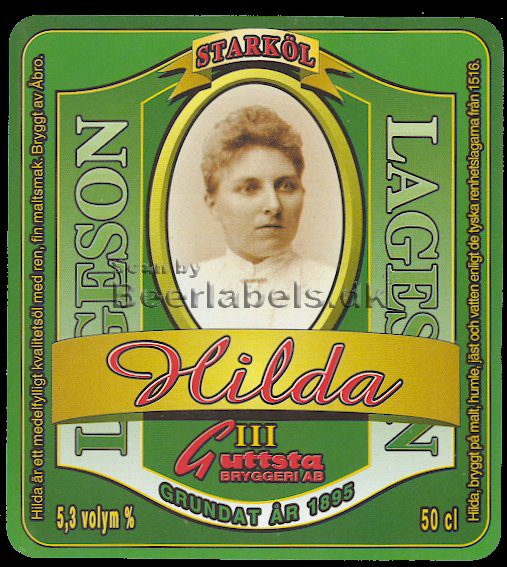 STARKÖL
LAGESON
LAGESON
Hilda
III
Guttsta
BRYGGERI AB
GRUNDAT ÅR 1895
5,3 volym %
50 cl
Hilda är ett medelfylligt kvalitetsöl med ren, fin maltsmak. Bryggt av Åbro.
Hilda, bryggt på malt, humle, jäst och vatten enligt de tyska renhetslagarna från 1516.
Scan by
Beerlabels.dk